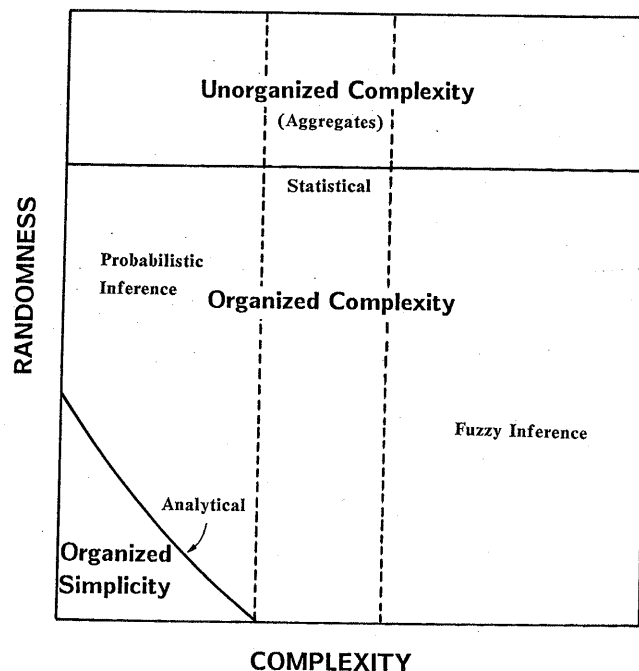 Unorganized Complexity
(Aggregates)
Statistical
Probabilistic
Inference
Organized Complexity
Fuzzy Inference
Analytical
Organized
Simplicity
RANDOMNESS
COMPLEXITY